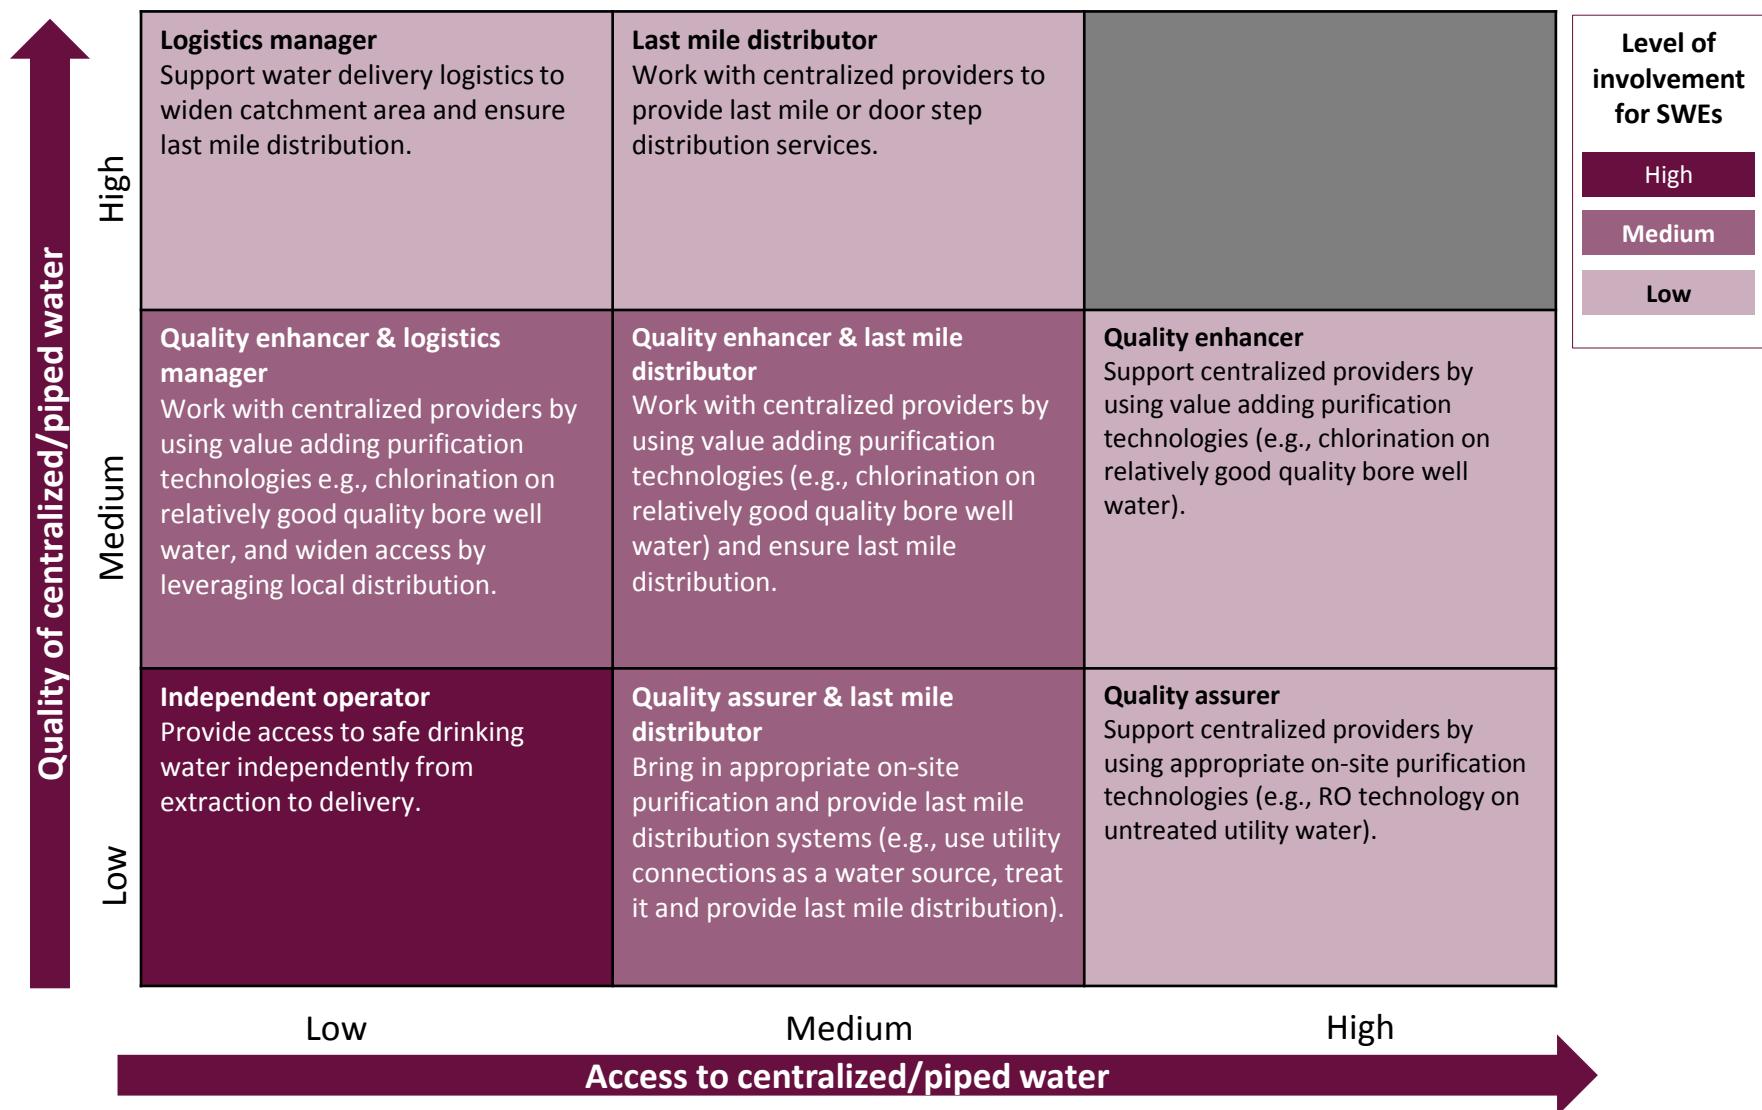 Logistics manager
Support water delivery logistics to
widen catchment area and ensure
last mile distribution.
Last mile distributor
Work with centralized providers to
provide last mile or door step
distribution services.
Level of
involvement
for SWEs
High
Medium
Low
Quality of centralized/piped water
High
Medium
Low
Quality enhancer & logistics
manager
Work with centralized providers by
using value adding purification
technologies e.g., chlorination on
relatively good quality bore well
water, and widen access by
leveraging local distribution.
Quality enhancer & last mile
distributor
Work with centralized providers by
using value adding purification
technologies (e.g., chlorination on
relatively good quality bore well
water) and ensure last mile
distribution.
Quality enhancer
Support centralized providers by
using value adding purification
technologies (e.g., chlorination on
relatively good quality bore well
water).
Independent operator
Provide access to safe drinking
water independently from
extraction to delivery.
Quality assurer & last mile
distributor
Bring in appropriate on-site
purification and provide last mile
distribution systems (e.g., use utility
connections as a water source, treat
it and provide last mile distribution).
Quality assurer
Support centralized providers by
using appropriate on-site purification
technologies (e.g., RO technology on
untreated utility water).
Low
Medium
High
Access to centralized/piped water